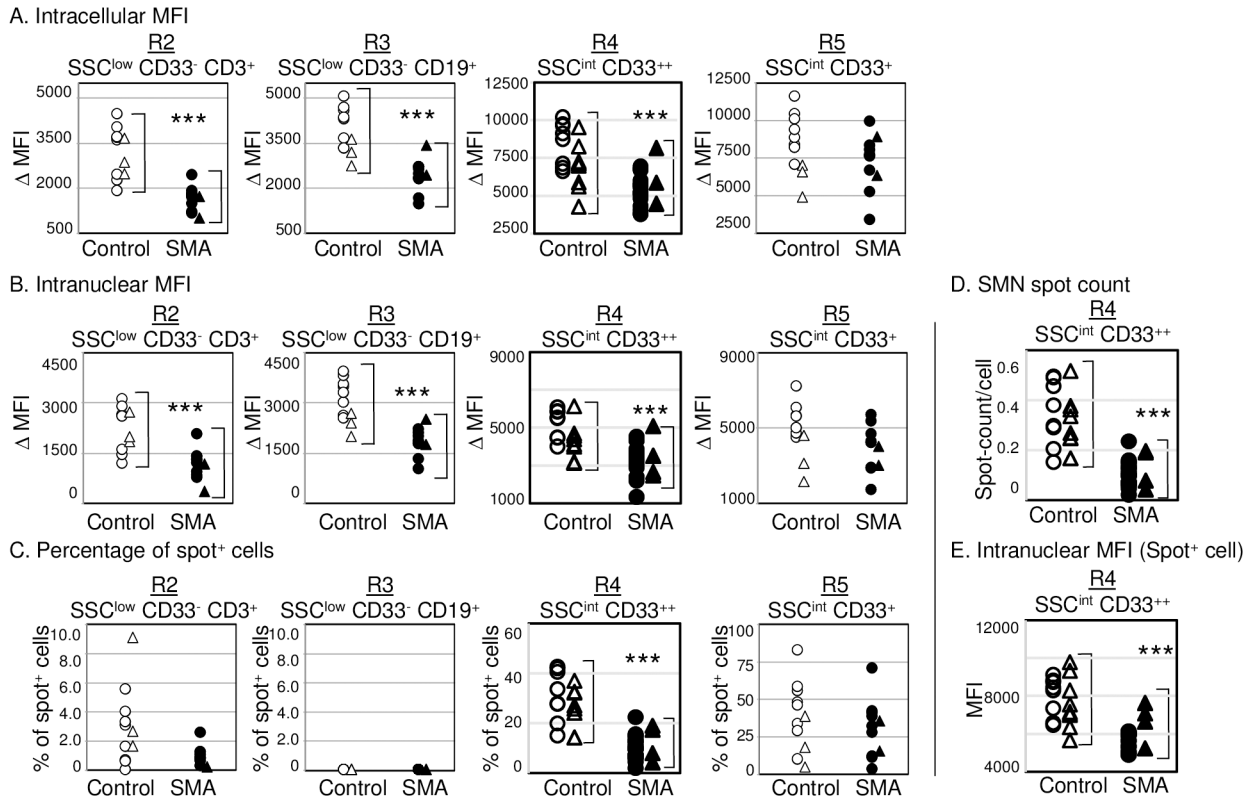 A. Intracellular MFI
R2
SSClow CD33- CD3+
R3
SSClow CD33- CD19+
R4
SSCint CD33++
R5
SSCint CD33+
Δ MFI
5000
3500
2000
500
***
Control SMA
Δ MFI
5000
3500
2000
500
***
Control SMA
Δ MFI
12500
10000
7500
5000
2500
***
Control SMA
Δ MFI
12500
10000
7500
5000
2500
Control SMA
B. Intranuclear MFI
R2
SSClow CD33- CD3+
R3
SSClow CD33- CD19+
R4
SSCint CD33++
R5
SSCint CD33+
Δ MFI
4500
3000
1500
0
***
Control SMA
Δ MFI
4500
3000
1500
0
***
Control SMA
Δ MFI
9000
5000
1000
***
Control SMA
Δ MFI
9000
5000
1000
Control SMA
C. Percentage of spot+ cells
R2
SSClow CD33- CD3+
R3
SSClow CD33- CD19+
R4
SSCint CD33++
R5
SSCint CD33+
% of spot+ cells
10.0
8.0
6.0
4.0
2.0
0
Control SMA
% of spot+ cells
10.0
8.0
6.0
4.0
2.0
0.0
Control SMA
% of spot+ cells
60
40
20
0
***
Control SMA
% of spot+ cells
100
75
50
25
0
Control SMA
D. SMN spot count
R4
SSCint CD33++
Spot-count/cell
0.6
0.4
0.2
0
***
Control SMA
E. Intranuclear MFI (Spot+ cell)
R4
SSCint CD33++
MFI
12000
8000
4000
***
Control SMA